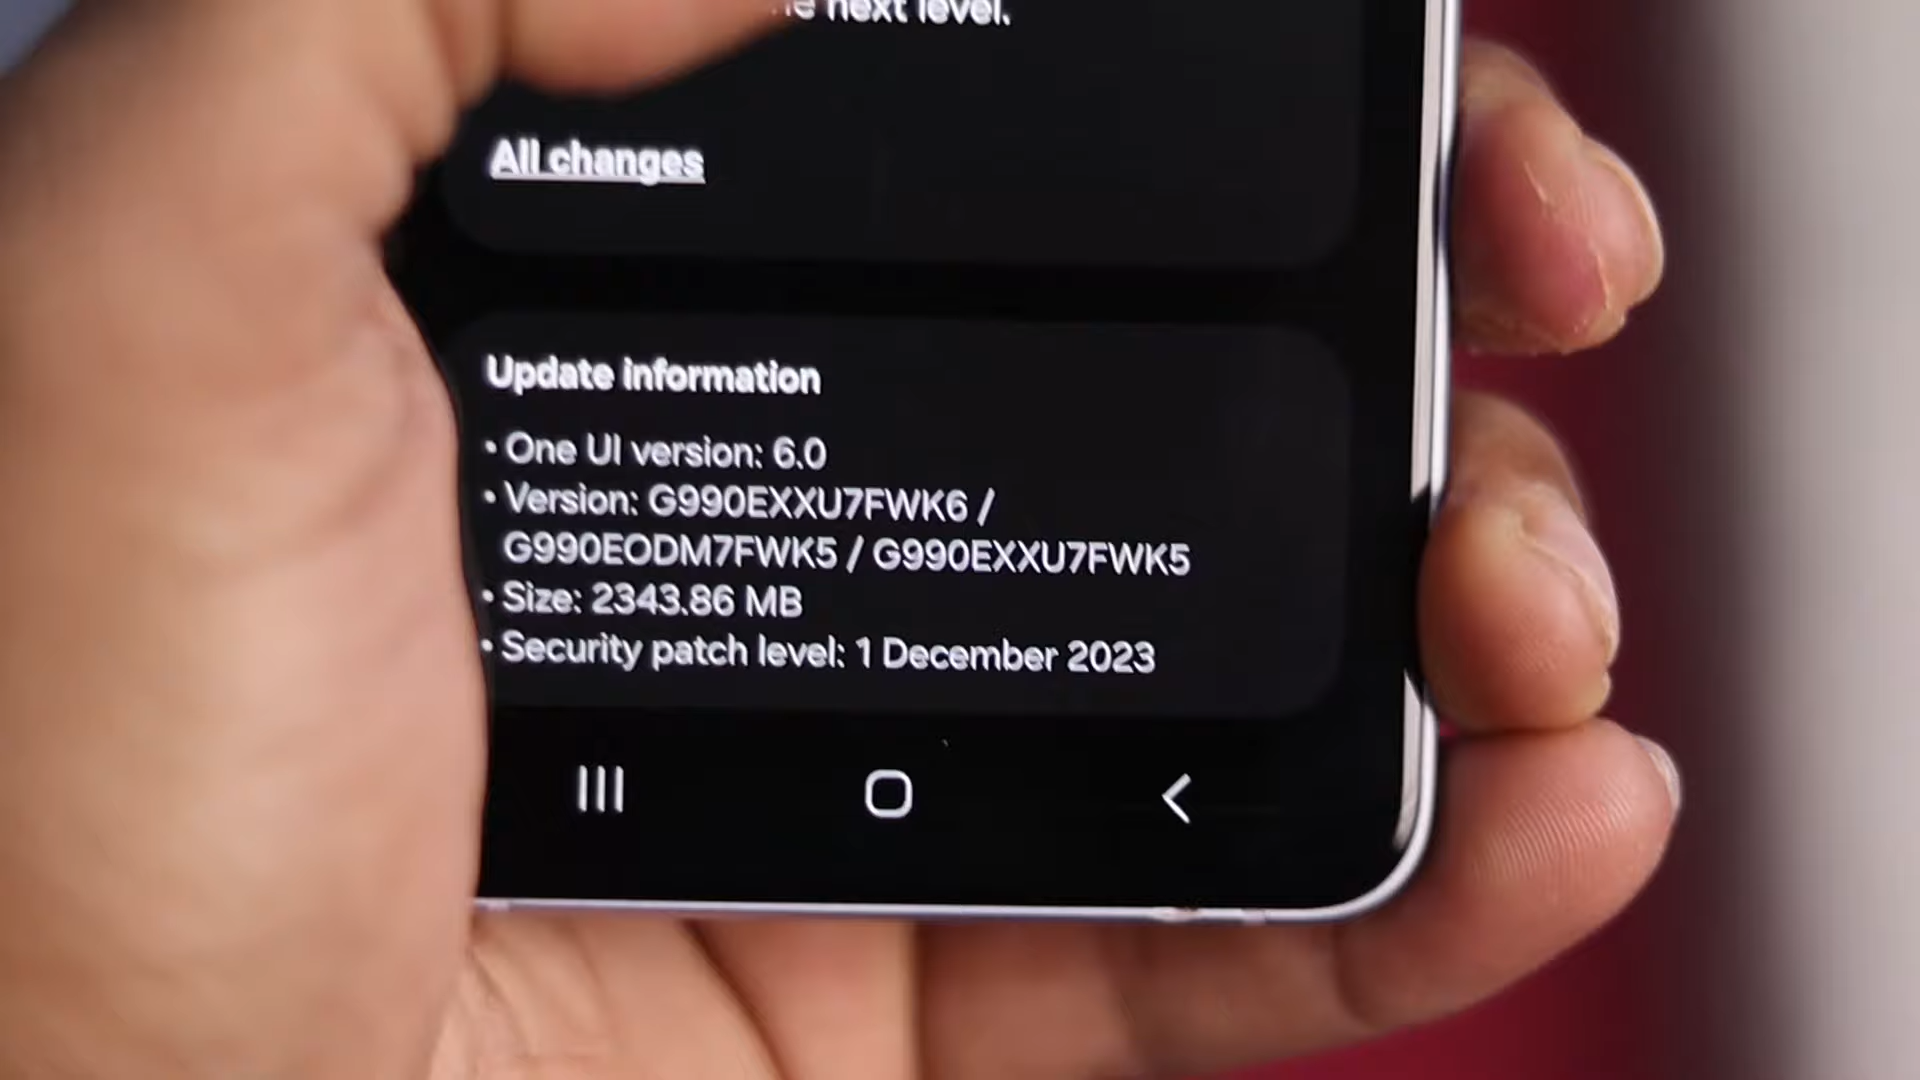 next level.
All changes
Update information
• One UI version: 6.0
• Version: G990EXXU7FWK6 /
G990EODM7FWK5 / G990EXXU7FWK5
• Size: 2343.86 MB
• Security patch level: 1 December 2023